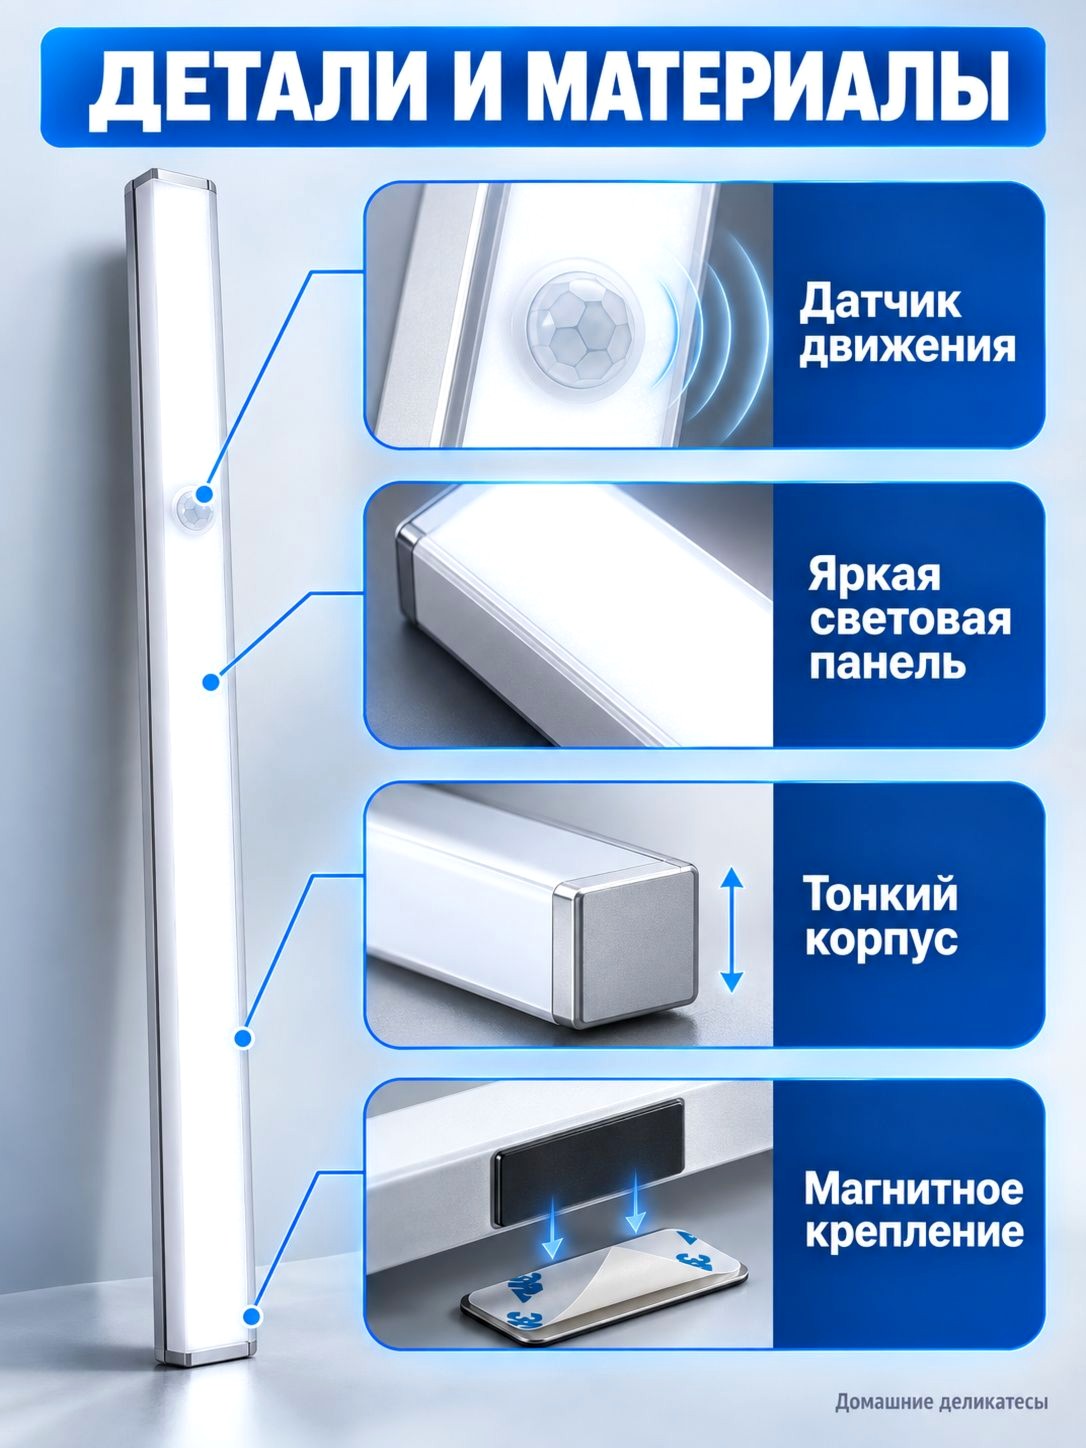 ДЕТАЛИ И МАТЕРИАЛЫ
Датчик
движения
Яркая
световая
панель
Тонкий
корпус
Магнитное
крепление
Домашние деликатесы